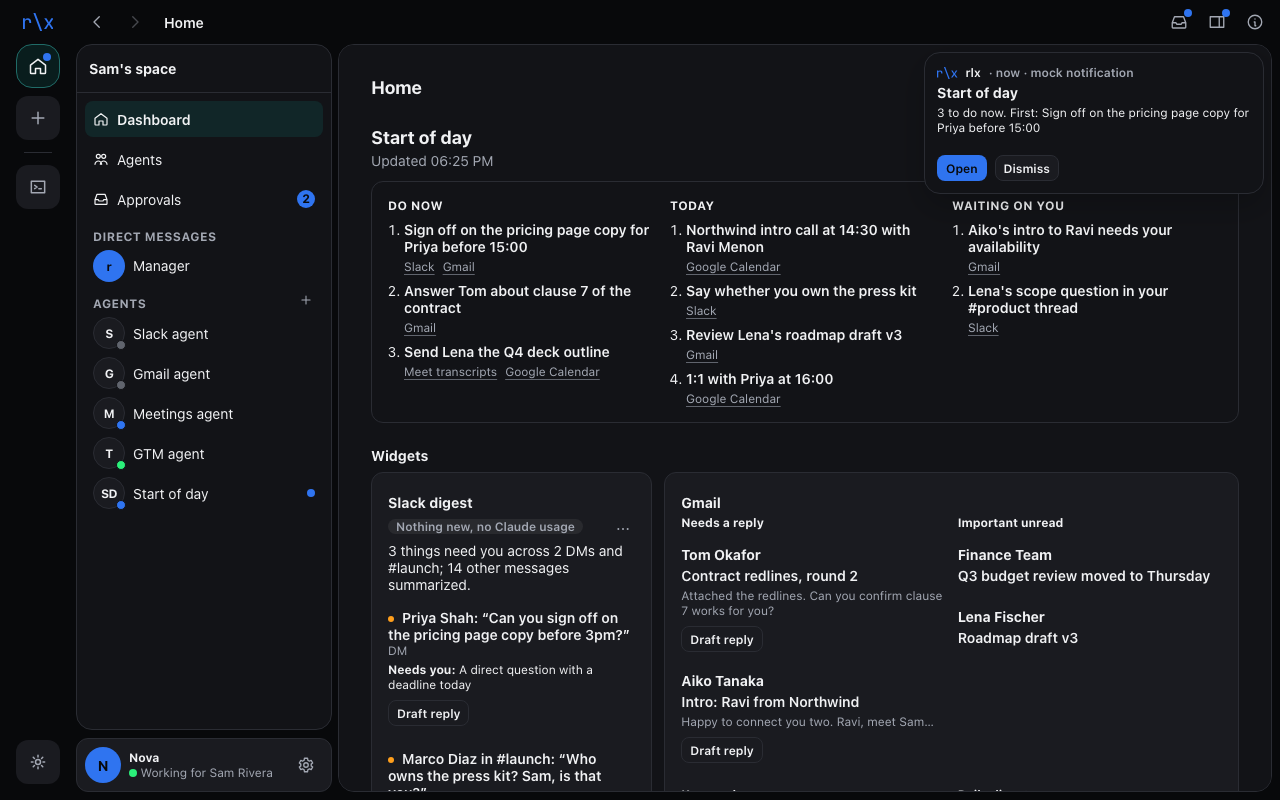 r\x
Home
Sam's space
Dashboard
Agents
Approvals
2
DIRECT MESSAGES
r
Manager
AGENTS
S
Slack agent
G
Gmail agent
M
Meetings agent
T
GTM agent
SD
Start of day
N
Nova
Working for Sam Rivera
Home
Start of day
Updated 06:25 PM
r\x rlx · now · mock notification
Start of day
3 to do now. First: Sign off on the pricing page copy for
Priya before 15:00
Open
Dismiss
DO NOW
1. Sign off on the pricing page copy for
Priya before 15:00
Slack Gmail
2. Answer Tom about clause 7 of the
contract
Gmail
3. Send Lena the Q4 deck outline
Meet transcripts Google Calendar
TODAY
1. Northwind intro call at 14:30 with
Ravi Menon
Google Calendar
2. Say whether you own the press kit
Slack
3. Review Lena's roadmap draft v3
Gmail
4. 1:1 with Priya at 16:00
Google Calendar
WAITING ON YOU
1. Aiko's intro to Ravi needs your
availability
Gmail
2. Lena's scope question in your
#product thread
Slack
Widgets
Slack digest
Nothing new, no Claude usage
...
3 things need you across 2 DMs and
#launch; 14 other messages
summarized.
Priya Shah: “Can you sign off on
the pricing page copy before 3pm?”
DM
Needs you: A direct question with a
deadline today
Draft reply
Marco Diaz in #launch: “Who
owns the press kit? Sam, is that
you?”
Gmail
Needs a reply
Tom Okafor
Contract redlines, round 2
Attached the redlines. Can you confirm clause
7 works for you?
Draft reply
Aiko Tanaka
Intro: Ravi from Northwind
Happy to connect you two. Ravi, meet Sam...
Draft reply
Important unread
Finance Team
Q3 budget review moved to Thursday
Lena Fischer
Roadmap draft v3